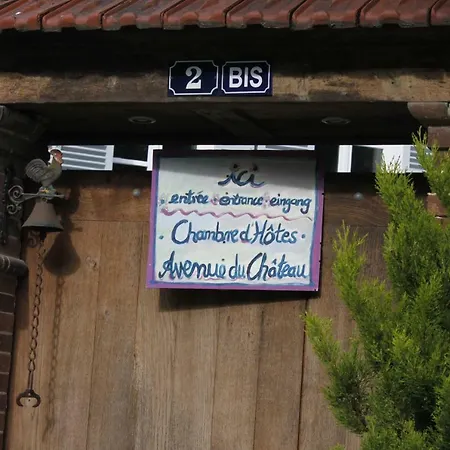 2 BIS
ici
entrée • entrance • eingang
Chambre d'Hôtes
Avenue du Château